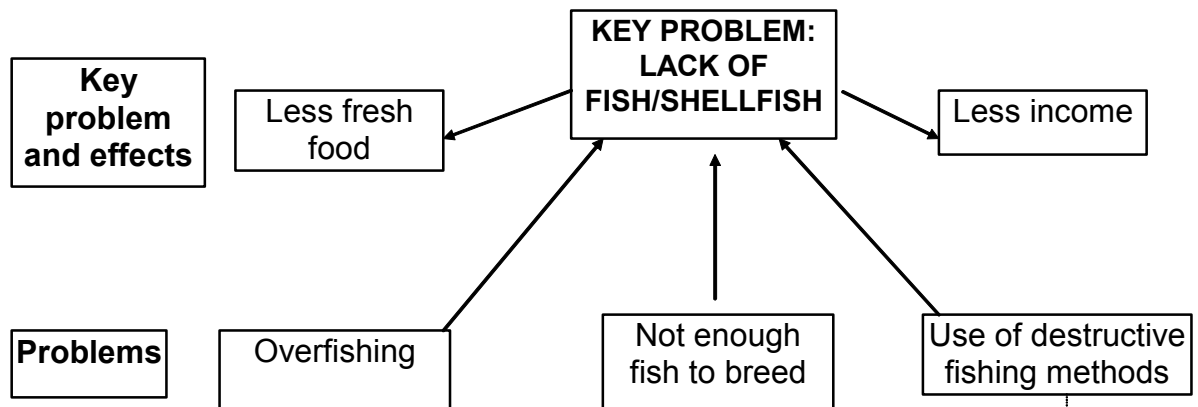 KEY PROBLEM:
LACK OF
FISH/SHELLFISH
Key
problem
and effects
Less fresh
food
Less income
Problems
Overfishing
Not enough
fish to breed
Use of destructive
fishing methods